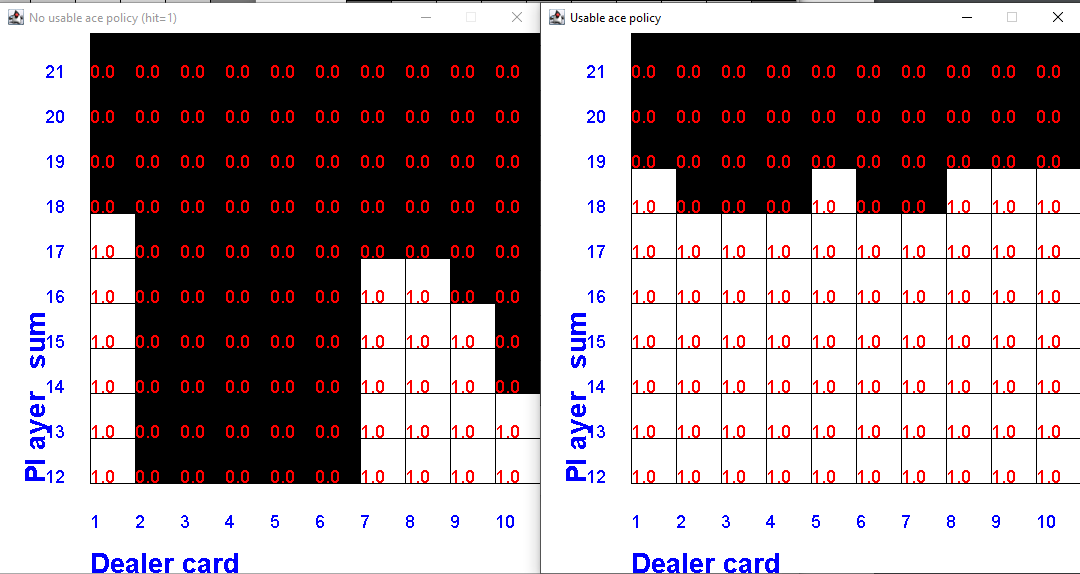 No usable ace policy (hit=1)
21 0.0 0.0 0.0 0.0 0.0 0.0 0.0 0.0 0.0 0.0
20 0.0 0.0 0.0 0.0 0.0 0.0 0.0 0.0 0.0 0.0
19 0.0 0.0 0.0 0.0 0.0 0.0 0.0 0.0 0.0 0.0
18 0.0 0.0 0.0 0.0 0.0 0.0 0.0 0.0 0.0 0.0
17 1.0 0.0 0.0 0.0 0.0 0.0 0.0 0.0 0.0 0.0
16 1.0 0.0 0.0 0.0 0.0 0.0 1.0 1.0 0.0 0.0
15 1.0 0.0 0.0 0.0 0.0 0.0 1.0 1.0 1.0 0.0
14 1.0 0.0 0.0 0.0 0.0 0.0 1.0 1.0 1.0 0.0
13 1.0 0.0 0.0 0.0 0.0 0.0 1.0 1.0 1.0 1.0
12 1.0 0.0 0.0 0.0 0.0 0.0 1.0 1.0 1.0 1.0
Player sum
1 2 3 4 5 6 7 8 9 10
Dealer card
Usable ace policy
21 0.0 0.0 0.0 0.0 0.0 0.0 0.0 0.0 0.0 0.0
20 0.0 0.0 0.0 0.0 0.0 0.0 0.0 0.0 0.0 0.0
19 0.0 0.0 0.0 0.0 0.0 0.0 0.0 0.0 0.0 0.0
18 1.0 0.0 0.0 0.0 1.0 0.0 0.0 1.0 1.0 1.0
17 1.0 1.0 1.0 1.0 1.0 1.0 1.0 1.0 1.0 1.0
16 1.0 1.0 1.0 1.0 1.0 1.0 1.0 1.0 1.0 1.0
15 1.0 1.0 1.0 1.0 1.0 1.0 1.0 1.0 1.0 1.0
14 1.0 1.0 1.0 1.0 1.0 1.0 1.0 1.0 1.0 1.0
13 1.0 1.0 1.0 1.0 1.0 1.0 1.0 1.0 1.0 1.0
12 1.0 1.0 1.0 1.0 1.0 1.0 1.0 1.0 1.0 1.0
Player sum
1 2 3 4 5 6 7 8 9 10
Dealer card